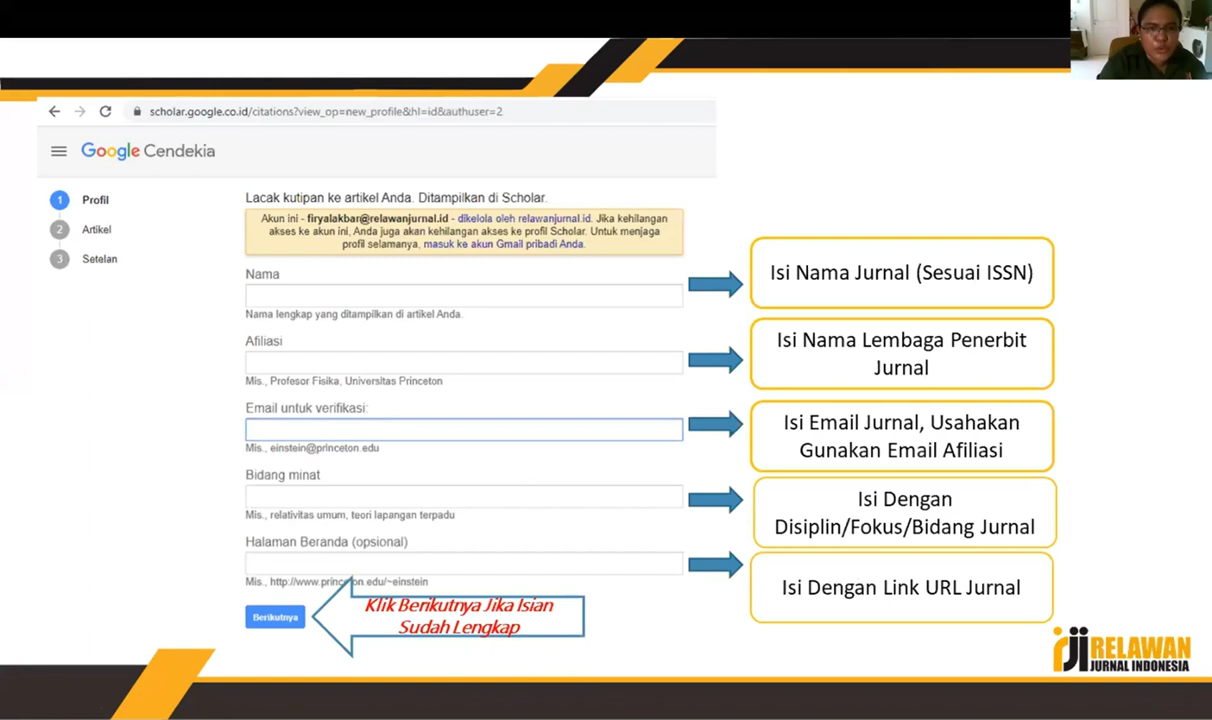 scholar.google.co.id/citations?view_op=new_profile&hl=id&authuser=2
Google Cendekia
1 Profil
2 Artikel
3 Setelan
Lacak kutipan ke artikel Anda. Ditampilkan di Scholar.
Akun ini - firyalakbar@relawanjurnal.id - dikelola oleh relawanjurnal.id. Jika kehilangan
akses ke akun ini, Anda juga akan kehilangan akses ke profil Scholar. Untuk menjaga
profil selamanya, masuk ke akun Gmail pribadi Anda.
Nama
Nama lengkap yang ditampilkan di artikel Anda.
Isi Nama Jurnal (Sesuai ISSN)
Afiliasi
Mis., Profesor Fisika, Universitas Princeton
Isi Nama Lembaga Penerbit
Jurnal
Email untuk verifikasi:
Mis., einstein@princeton.edu
Isi Email Jurnal, Usahakan
Gunakan Email Afiliasi
Bidang minat
Mis., relativitas umum, teori lapangan terpadu
Isi Dengan
Disiplin/Fokus/Bidang Jurnal
Halaman Beranda (opsional)
Mis., http://www.princeton.edu/~einstein
Isi Dengan Link URL Jurnal
Berikutnya
Klik Berikutnya Jika Isian
Sudah Lengkap
rji RELAWAN
JURNAL INDONESIA